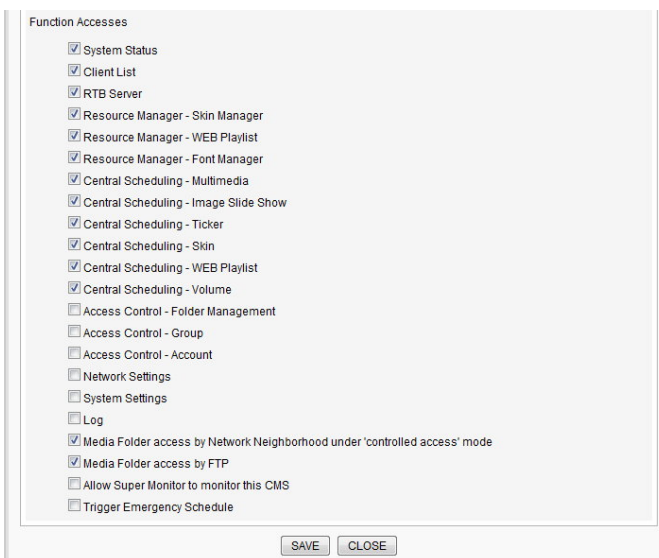 Function Accesses
System Status
Client List
RTB Server
Resource Manager - Skin Manager
Resource Manager - WEB Playlist
Resource Manager - Font Manager
Central Scheduling - Multimedia
Central Scheduling - Image Slide Show
Central Scheduling - Ticker
Central Scheduling - Skin
Central Scheduling - WEB Playlist
Central Scheduling - Volume
Access Control - Folder Management
Access Control - Group
Access Control - Account
Network Settings
System Settings
Log
Media Folder access by Network Neighborhood under 'controlled access' mode
Media Folder access by FTP
Allow Super Monitor to monitor this CMS
Trigger Emergency Schedule
SAVE CLOSE